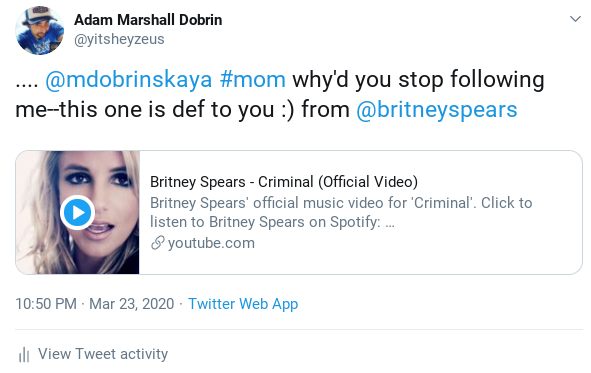 Adam Marshall Dobrin
@yitsheyzeus
.... @mdobrinskaya #mom why'd you stop following
me--this one is def to you :) from @britneyspears
Britney Spears - Criminal (Official Video)
Britney Spears' official music video for 'Criminal'. Click to
listen to Britney Spears on Spotify: …
youtube.com
10:50 PM · Mar 23, 2020 · Twitter Web App
View Tweet activity